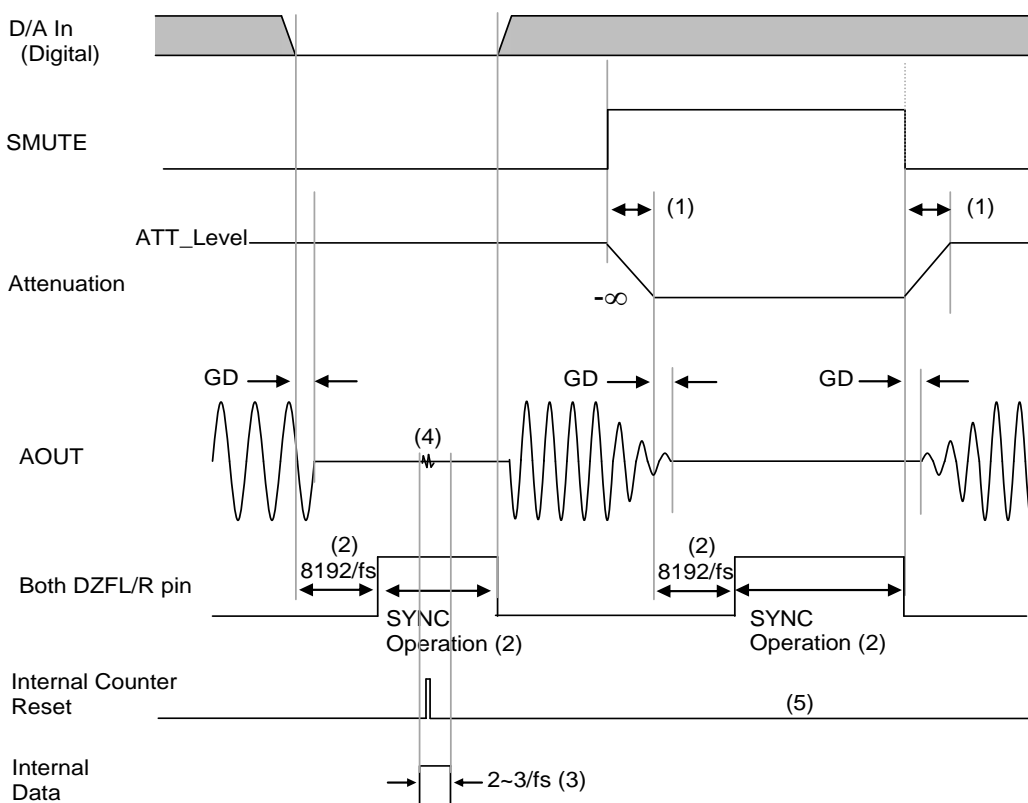 D/A In
(Digital)
SMUTE
(1)
(1)
ATT_Level
Attenuation
-∞
GD
GD
GD
(4)
AOUT
(2)
(2)
8192/fs
8192/fs
Both DZFL/R pin
SYNC
Operation (2)
SYNC
Operation (2)
Internal Counter
Reset
(5)
Internal
Data
2~3/fs (3)